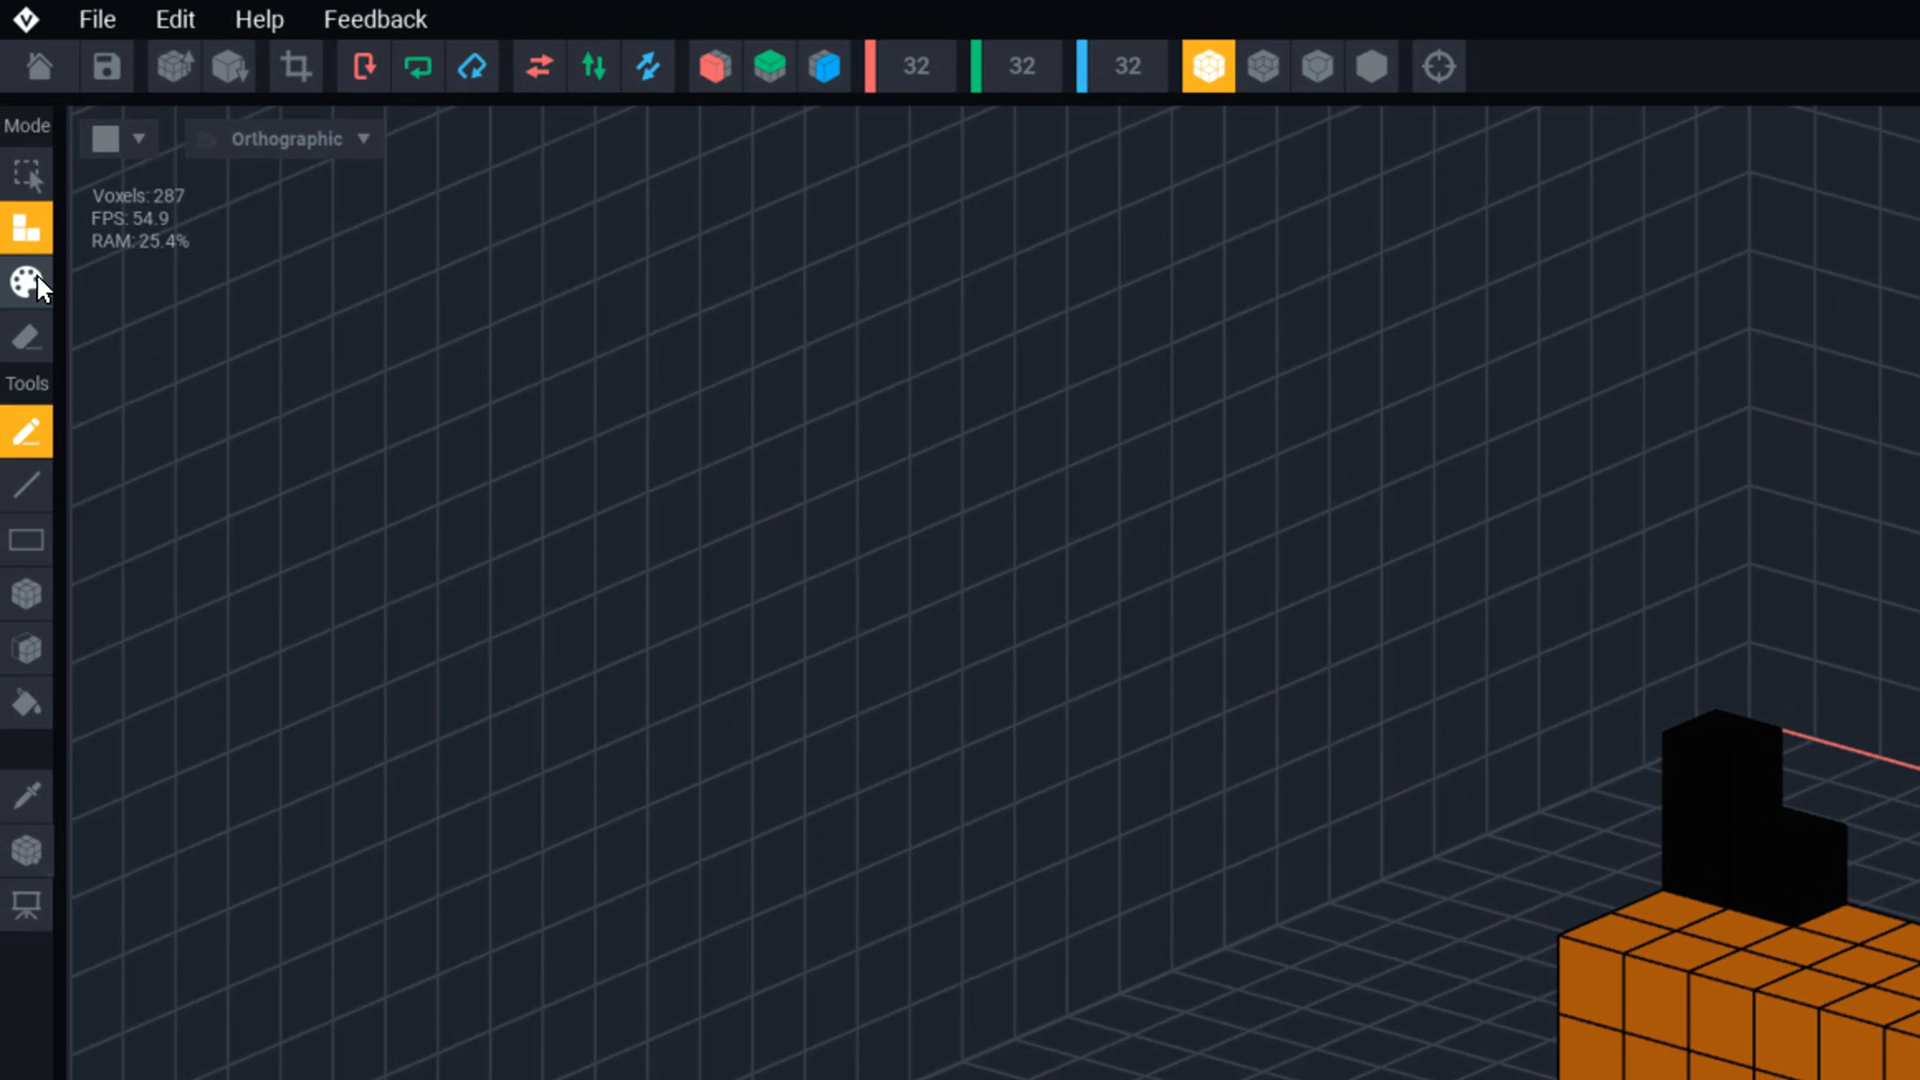 File Edit Help Feedback
32 32 32
Mode
Orthographic
Voxels: 287
FPS: 54.9
RAM: 25.4%
Tools